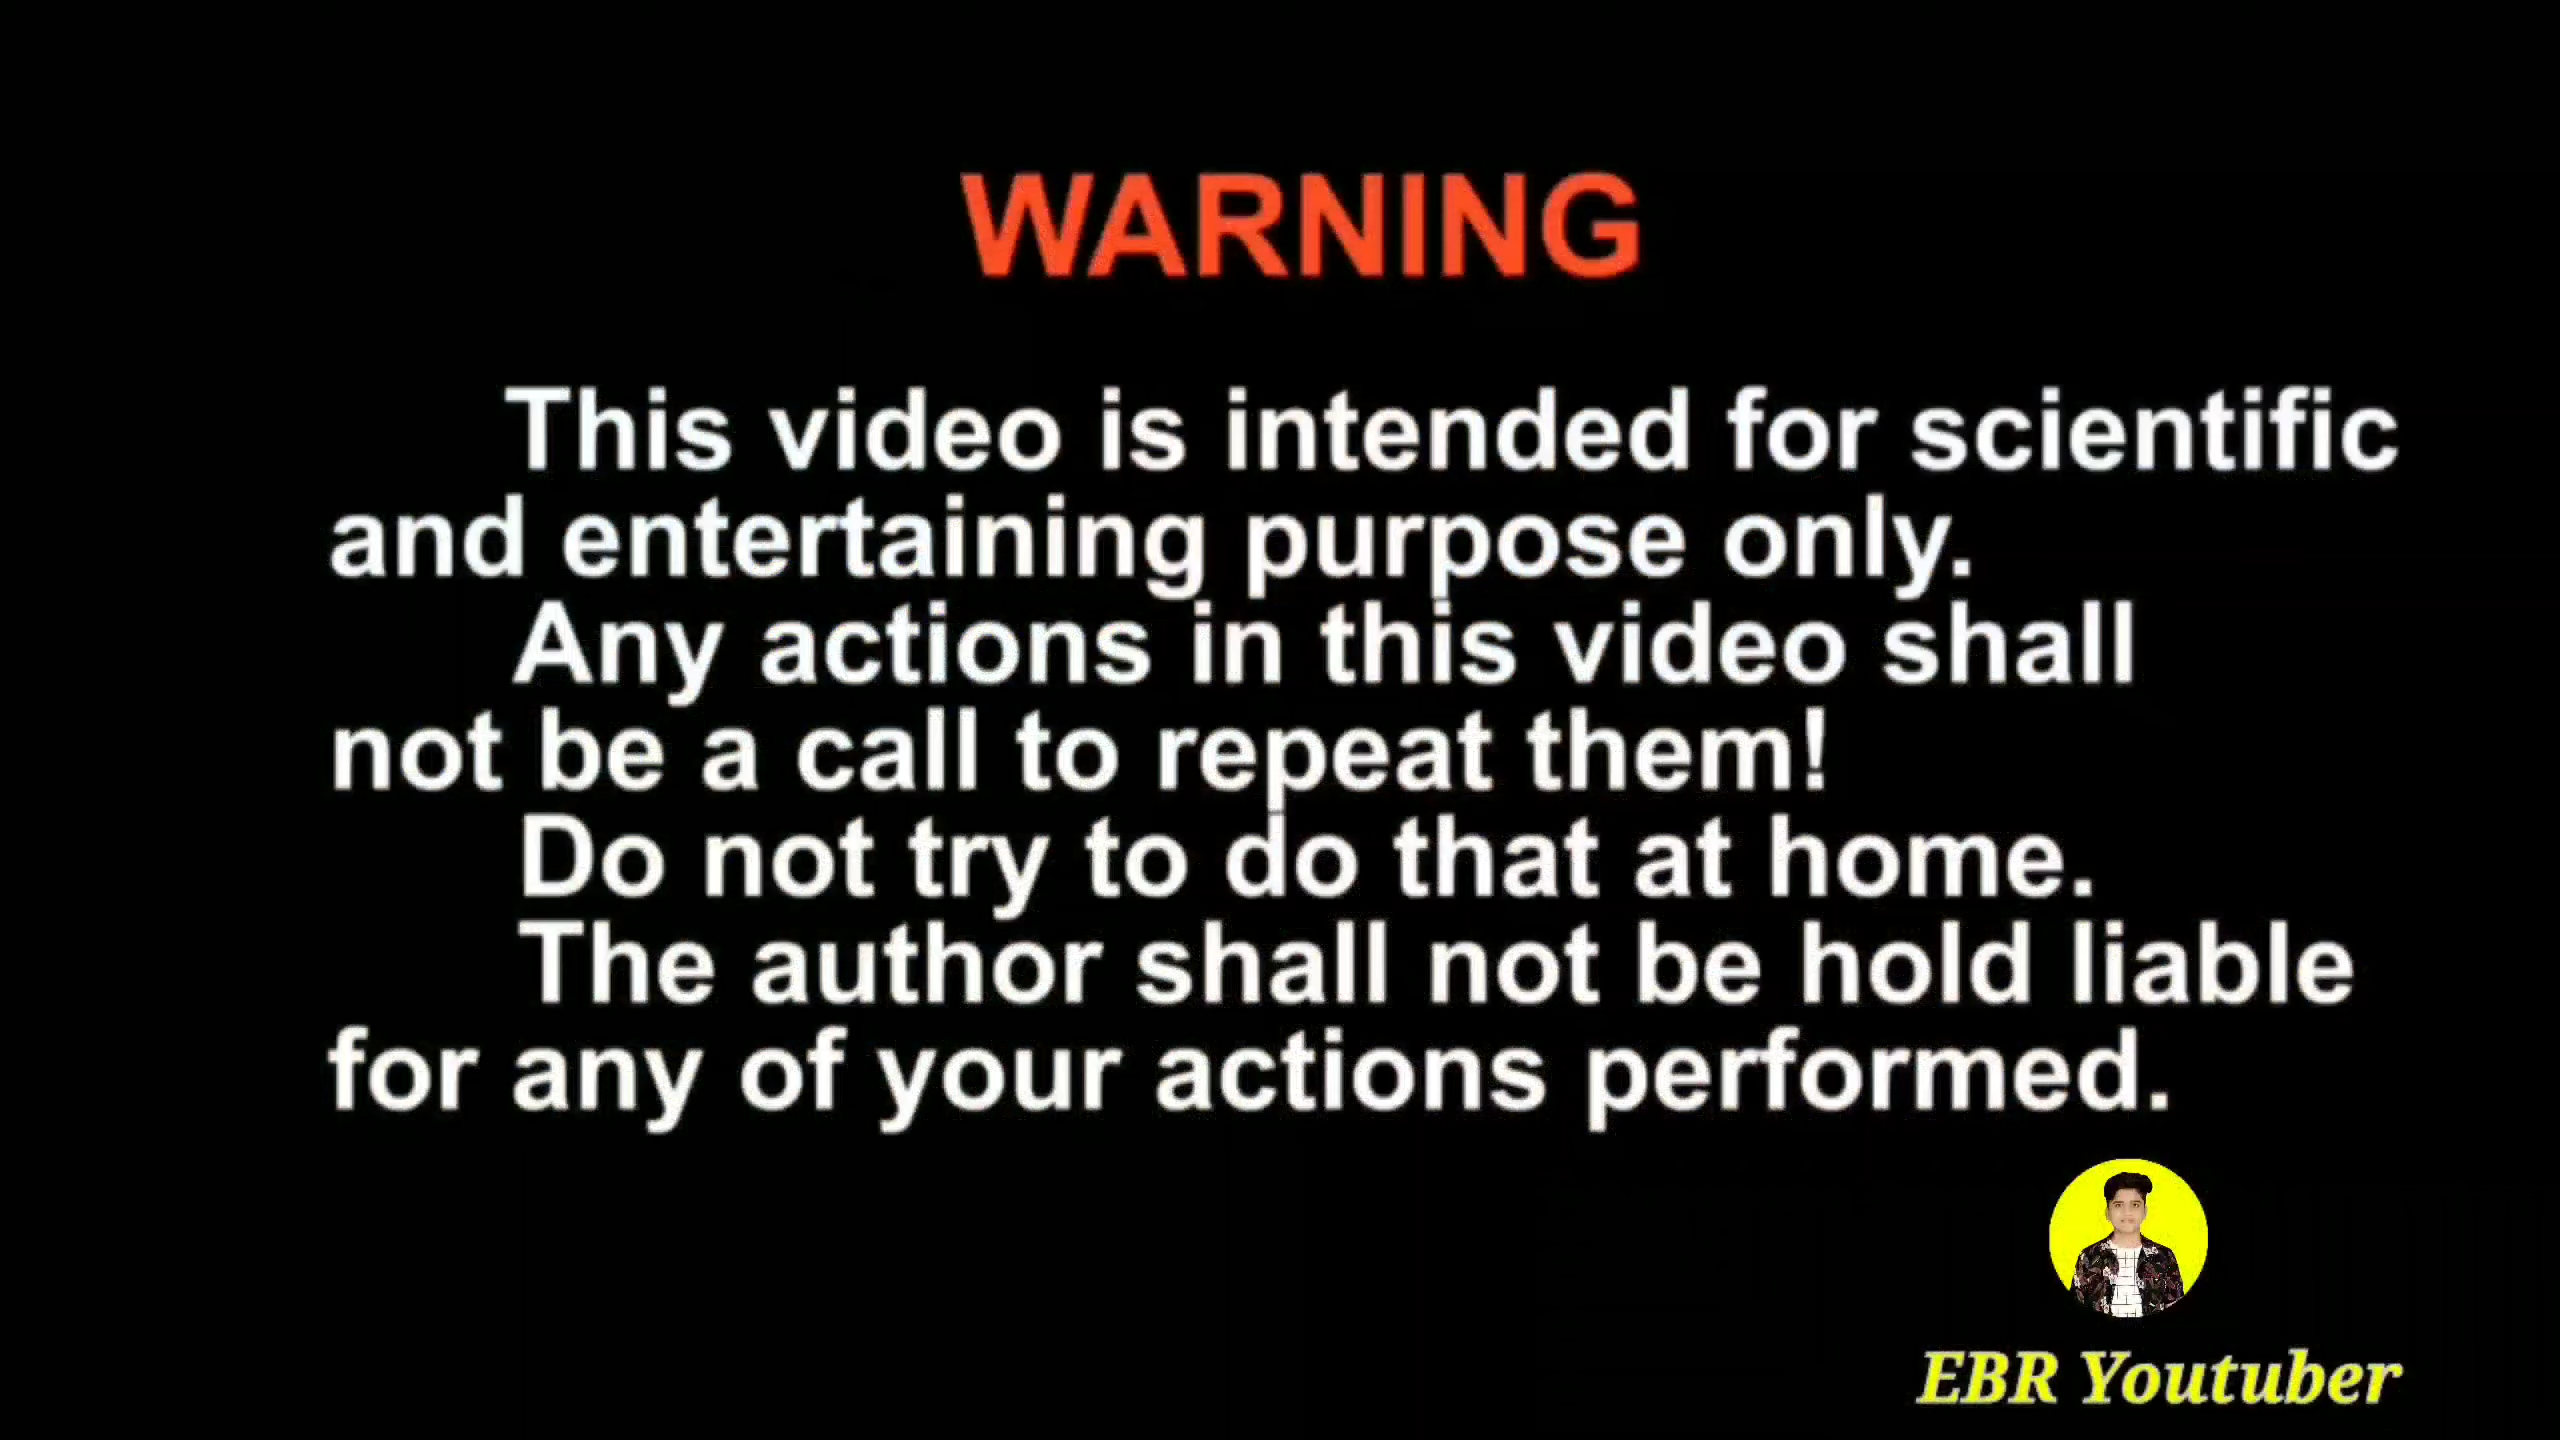 WARNING
This video is intended for scientific
and entertaining purpose only.
Any actions in this video shall
not be a call to repeat them!
Do not try to do that at home.
The author shall not be hold liable
for any of your actions performed.
EBR Youtuber